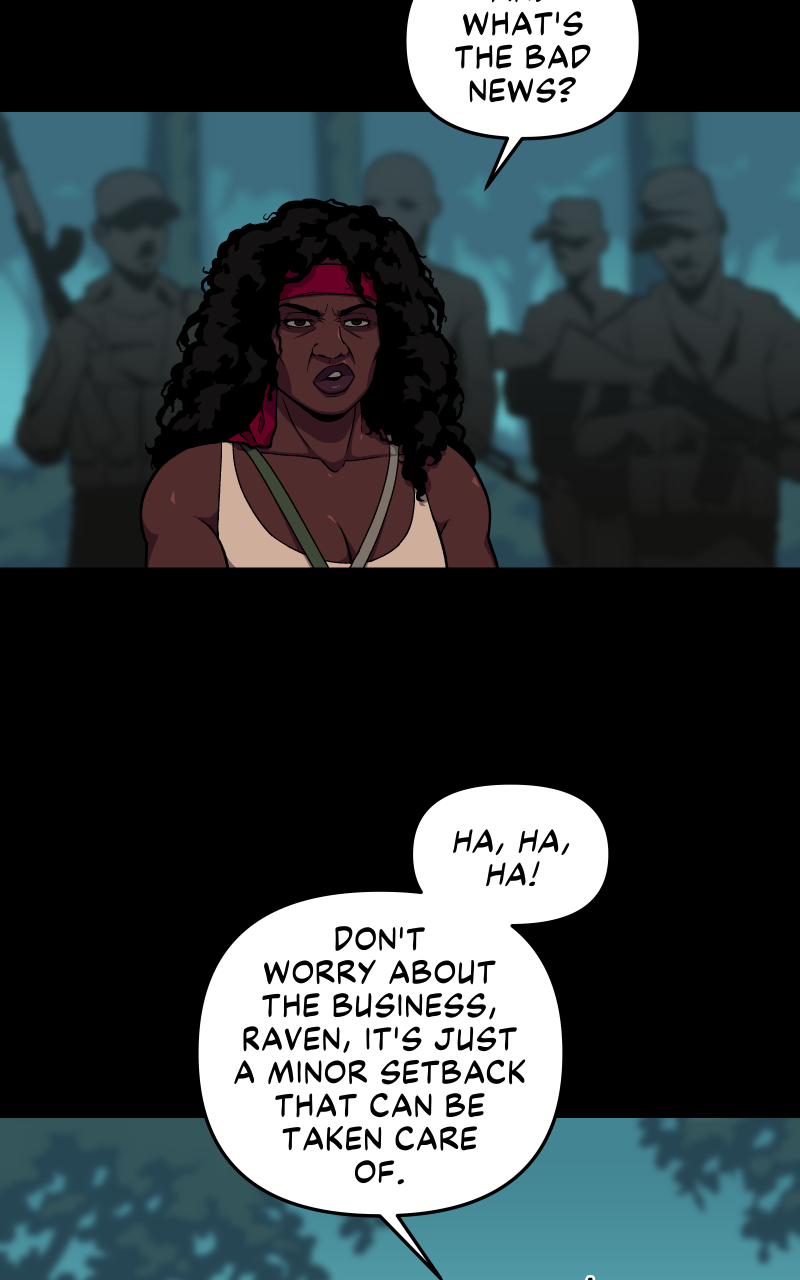 WHAT'S
THE BAD
NEWS?
HA, HA,
HA!
DON'T
WORRY ABOUT
THE BUSINESS,
RAVEN, IT'S JUST
A MINOR SETBACK
THAT CAN BE
TAKEN CARE
OF.